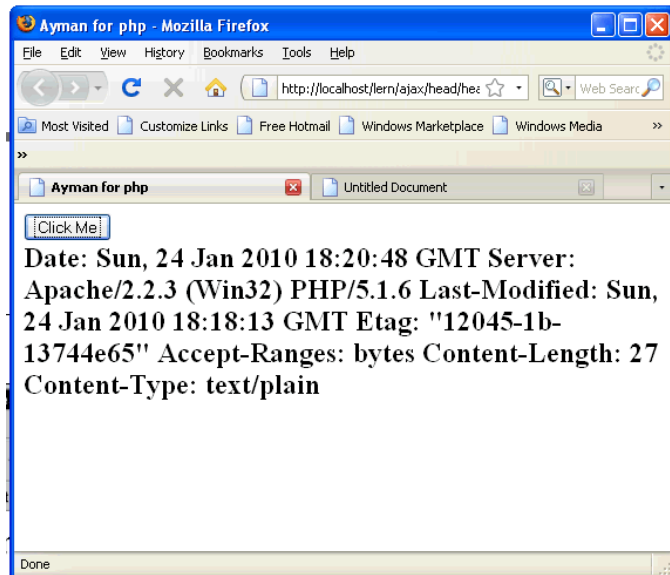 Ayman for php - Mozilla Firefox
File Edit View History Bookmarks Tools Help
http://localhost/lern/ajax/head/hea
Web Searc
Most Visited Customize Links Free Hotmail Windows Marketplace Windows Media »
»
Ayman for php Untitled Document
Click Me
Date: Sun, 24 Jan 2010 18:20:48 GMT Server:
Apache/2.2.3 (Win32) PHP/5.1.6 Last-Modified: Sun,
24 Jan 2010 18:18:13 GMT Etag: "12045-1b-
13744e65" Accept-Ranges: bytes Content-Length: 27
Content-Type: text/plain
Done